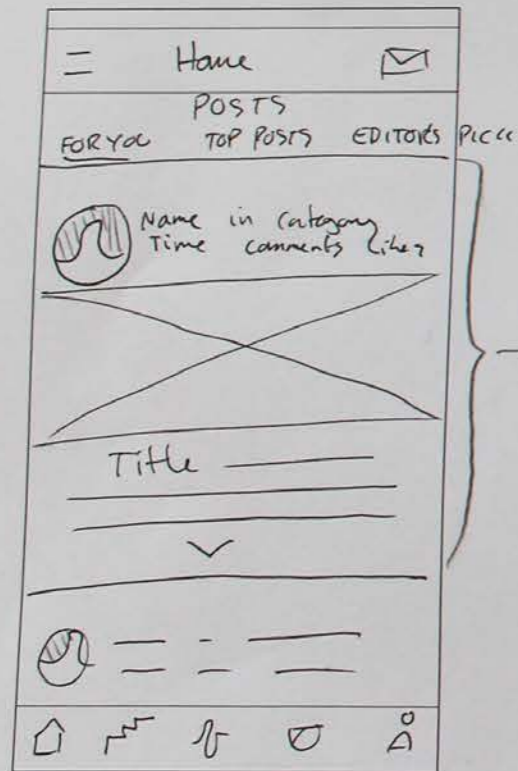 Home
POSTS
FOR YOU TOP POSTS EDITORS PICK
Name in Category
Time comments likes
Title